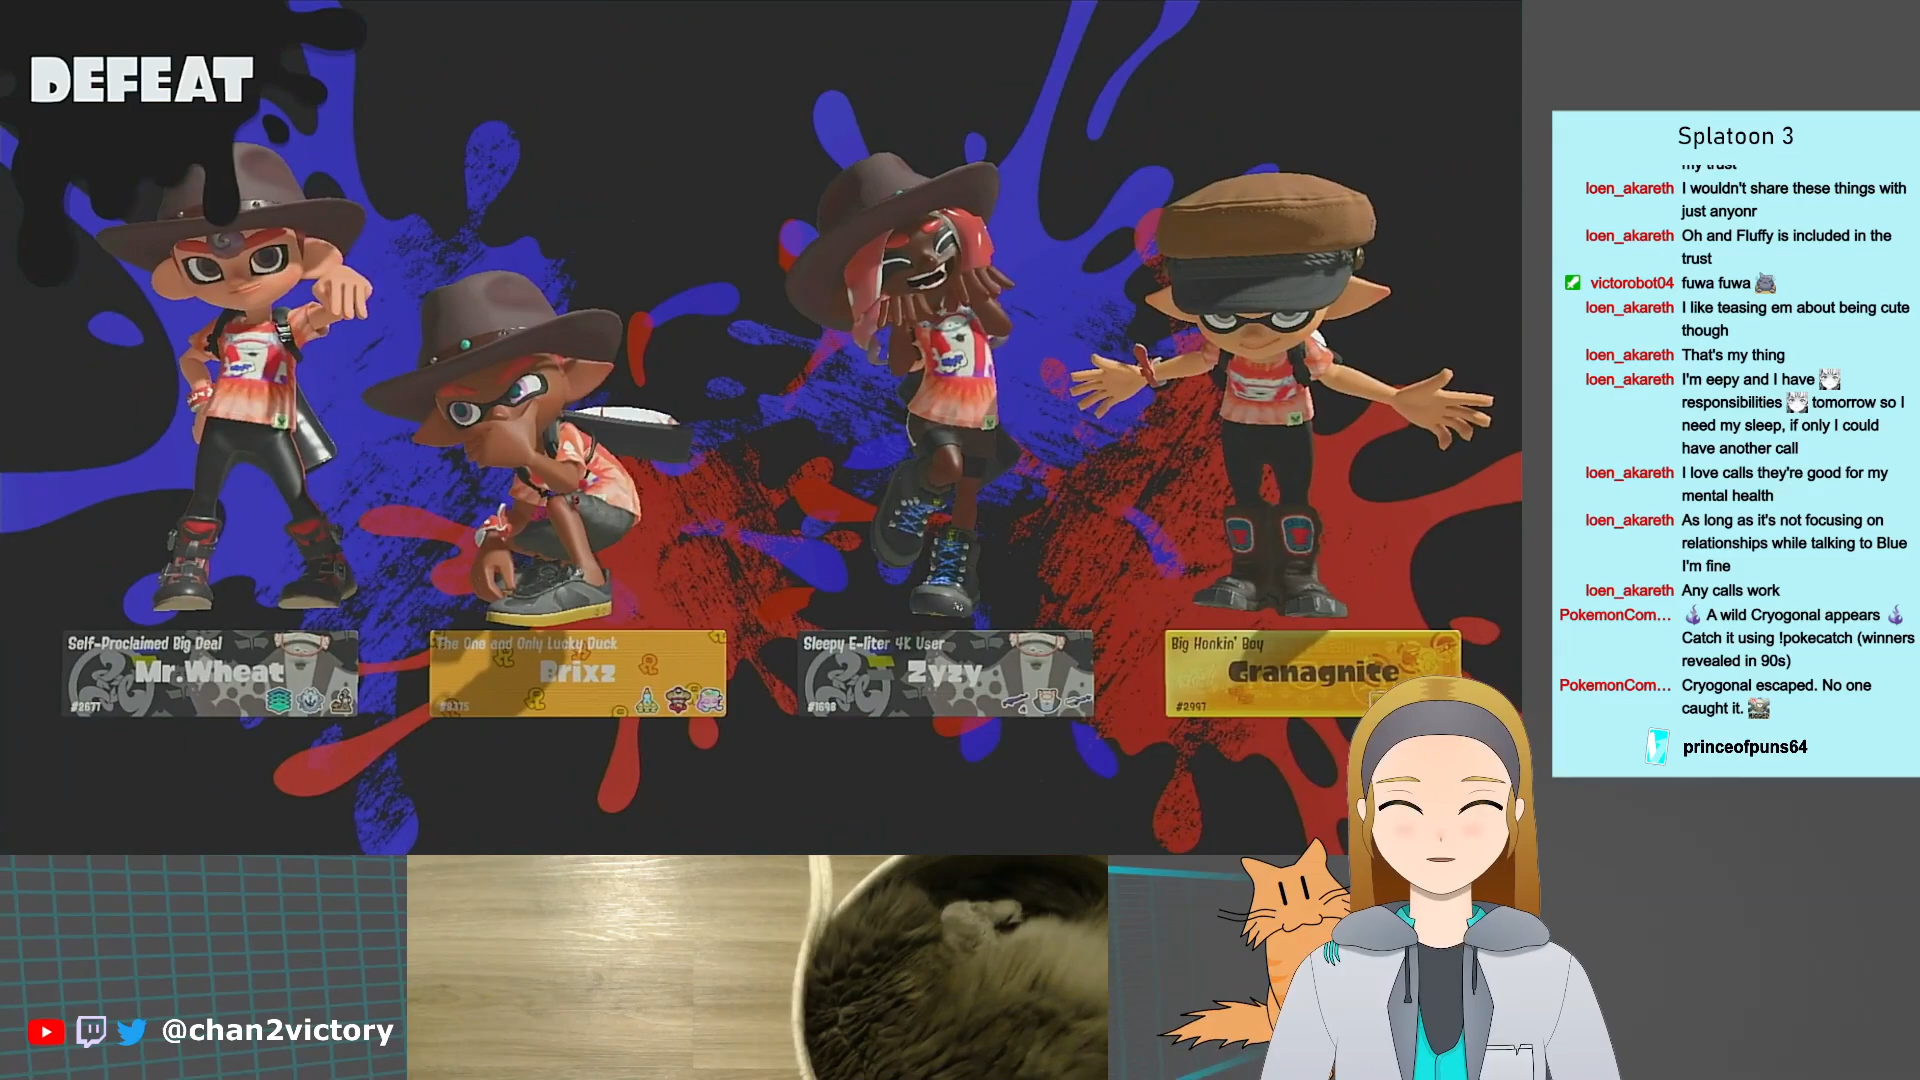 DEFEAT
Self-Proclaimed Big Deal
Mr.Wheat
#2677
The One and Only Lucky Duck
Brixz
Sleepy E-liter 4K User
Zyzy
#1698
Big Honkin' Boy
Granagnite
#2997
Splatoon 3
my trust
loen_akareth I wouldn't share these things with
just anyonr
loen_akareth Oh and Fluffy is included in the
trust
victorobot04 fuwa fuwa
loen_akareth I like teasing em about being cute
though
loen_akareth That's my thing
loen_akareth I'm eepy and I have
responsibilities tomorrow so I
need my sleep, if only I could
have another call
loen_akareth I love calls they're good for my
mental health
loen_akareth As long as it's not focusing on
relationships while talking to Blue
I'm fine
loen_akareth Any calls work
PokemonCom... A wild Cryogonal appears
Catch it using !pokecatch (winners
revealed in 90s)
PokemonCom... Cryogonal escaped. No one
caught it.
princeofpuns64
@chan2victory